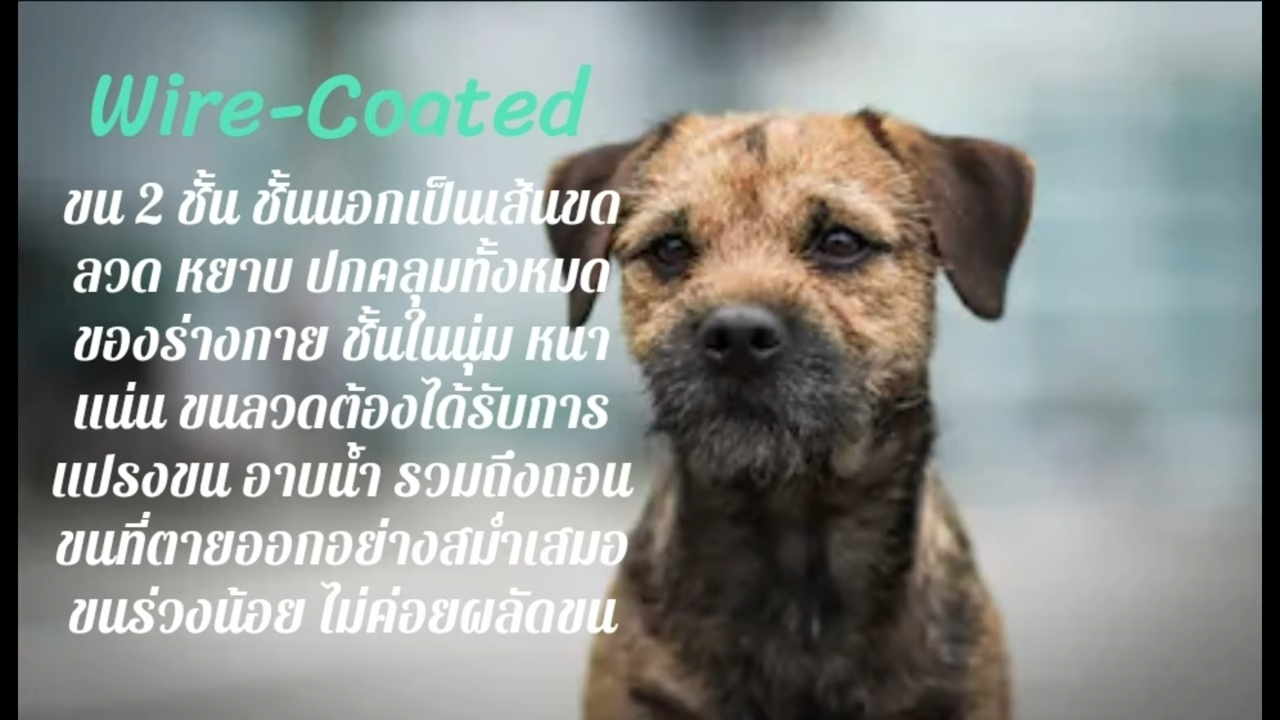 Wire-Coated
ขน 2 ชั้น ชั้นนอกเป็นเส้นขด
ลวด หยาบ ปกคลุมทั้งหมด
ของร่างกาย ชั้นในนุ่ม หนา
แน่น ขนลวดต้องได้รับการ
แปรงขน อาบน้ำ รวมถึงถอน
ขนที่ตายออกอย่างสม่ำเสมอ
ขนร่วงน้อย ไม่ค่อยผลัดขน